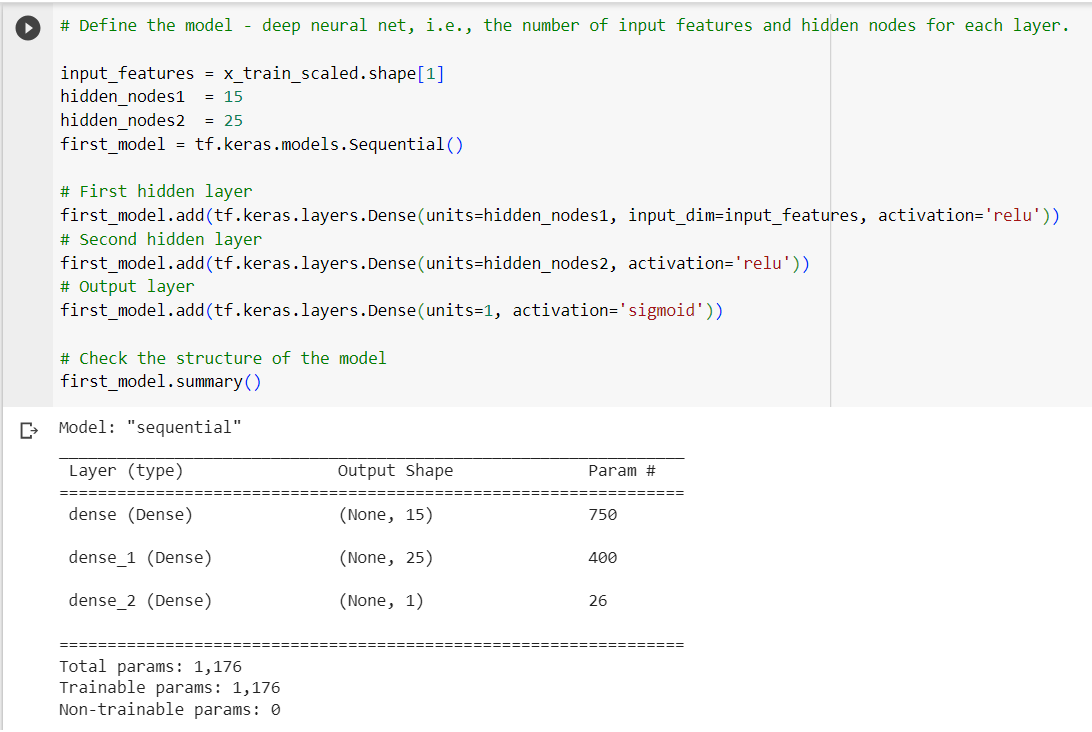 # Define the model - deep neural net, i.e., the number of input features and hidden nodes for each layer.
input_features = x_train_scaled.shape[1]
hidden_nodes1  = 15
hidden_nodes2  = 25
first_model = tf.keras.models.Sequential()
# First hidden layer
first_model.add(tf.keras.layers.Dense(units=hidden_nodes1, input_dim=input_features, activation='relu'))
# Second hidden layer
first_model.add(tf.keras.layers.Dense(units=hidden_nodes2, activation='relu'))
# Output layer
first_model.add(tf.keras.layers.Dense(units=1, activation='sigmoid'))
# Check the structure of the model
first_model.summary()
Model: "sequential"
_________________________________________________________________
Layer (type) Output Shape Param #
=================================================================
dense (Dense) (None, 15) 750
dense_1 (Dense) (None, 25) 400
dense_2 (Dense) (None, 1) 26
=================================================================
Total params: 1,176
Trainable params: 1,176
Non-trainable params: 0